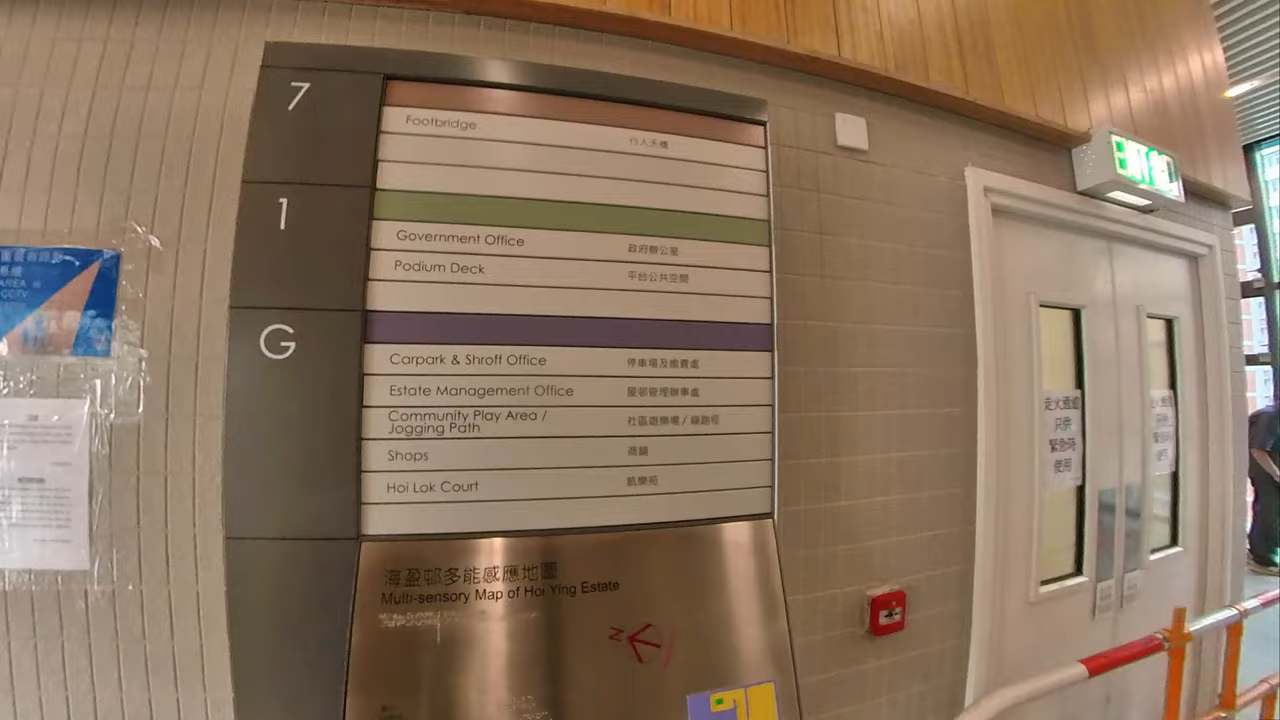 7
Footbridge 行人天橋
1
Government Office 政府辦公室
Podium Deck 平台公共空間
G
Carpark & Shroff Office 停車場及繳費處
Estate Management Office 屋邨管理辦事處
Community Play Area / 社區遊樂場 / 緩跑徑
Jogging Path
Shops 商舖
Hoi Lok Court 凱樂苑
海盈邨多能感應地圖
Multi-sensory Map of Hoi Ying Estate
N
EXIT
走火通道
只供
緊急時
使用
AREA
CCTV